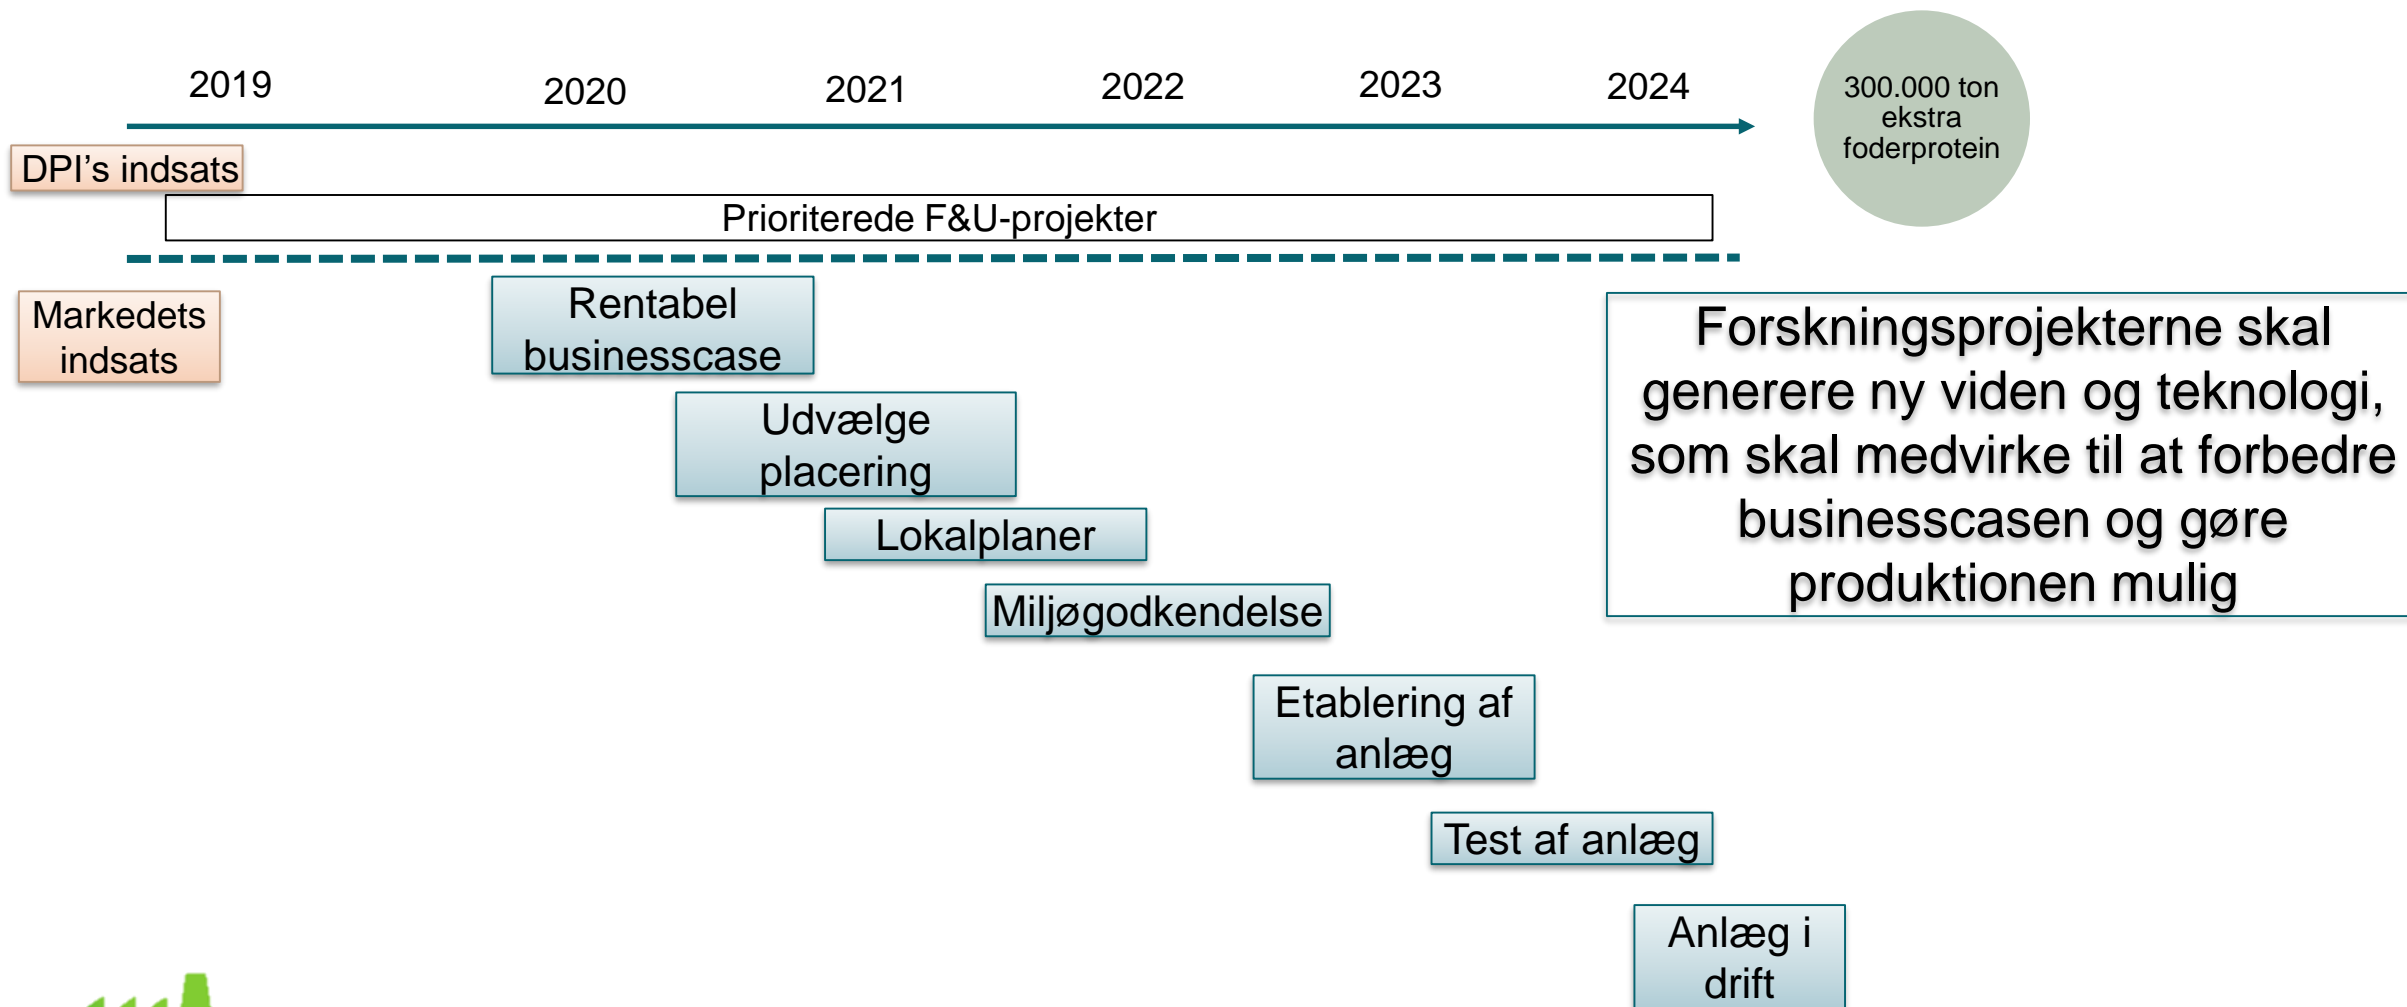 2019
2020
2021
2022
2023
2024
300.000 ton
ekstra
foderprotein
DPI’s indsats
Prioriterede F&U-projekter
Markedets
indsats
Rentabel
businesscase
Udvælge
placering
Lokalplaner
Miljøgodkendelse
Etablering af
anlæg
Test af anlæg
Anlæg i
drift
Forskningsprojekterne skal
generere ny viden og teknologi,
som skal medvirke til at forbedre
businesscasen og gøre
produktionen mulig